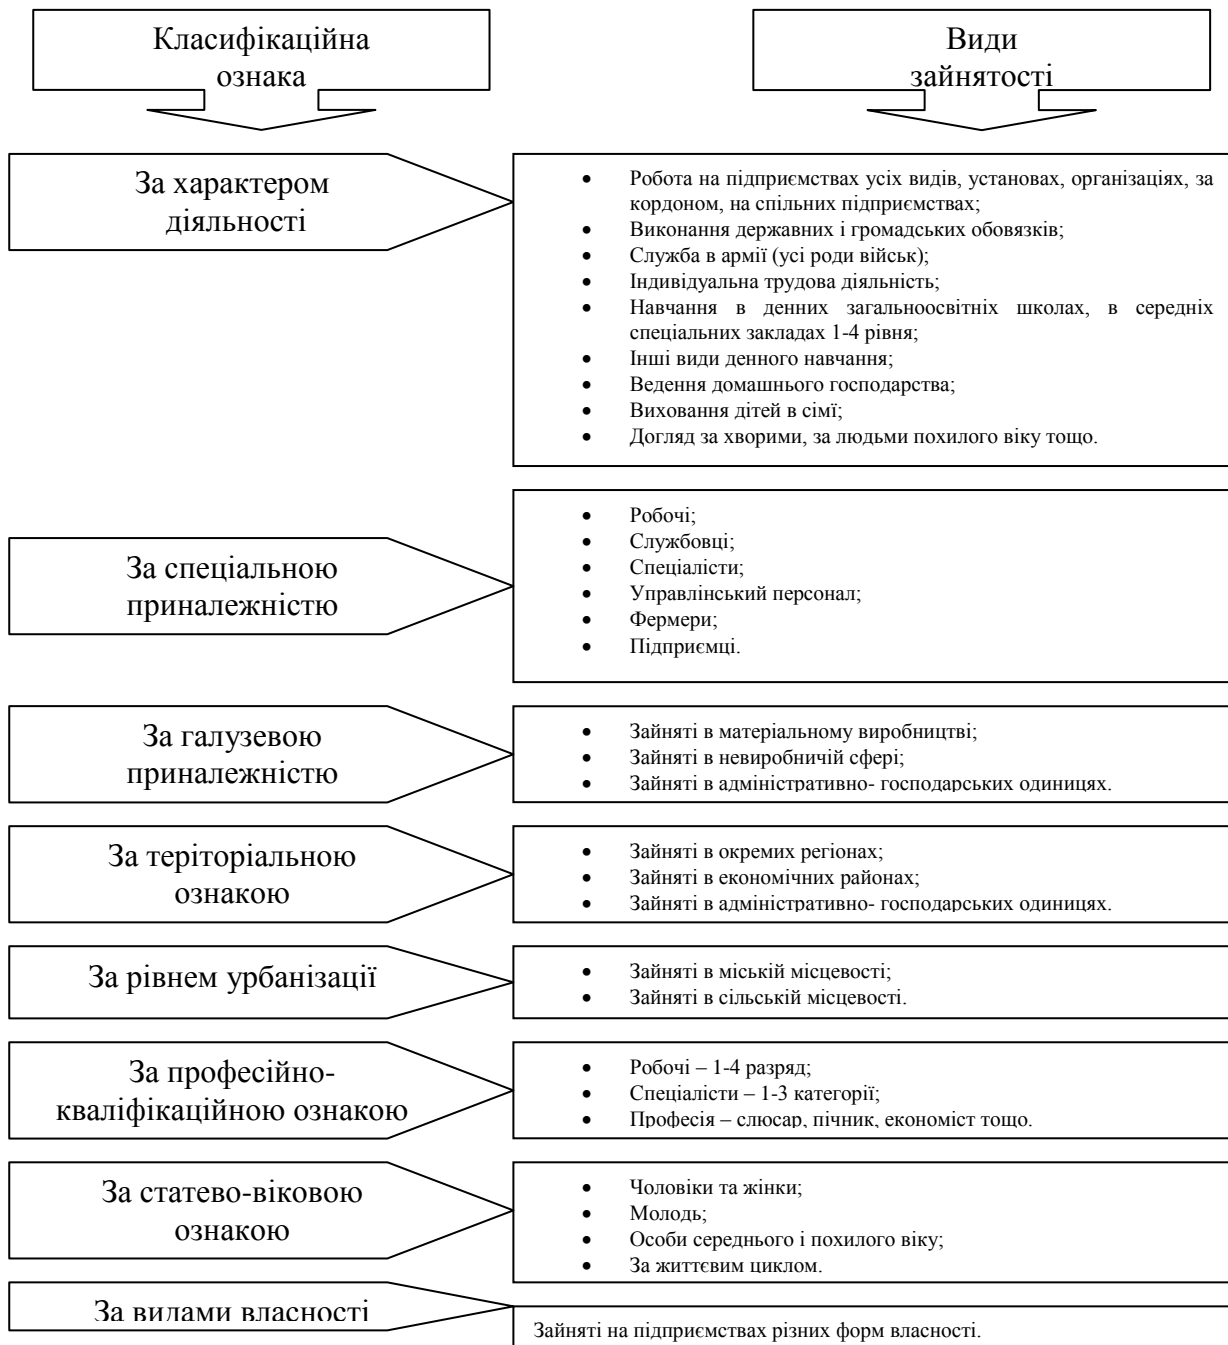 Класифікаційна
ознака
Види
зайнятості
За характером
діяльності
• Робота на підприємствах усіх видів, установах, організаціях, за
кордоном, на спільних підприємствах;
• Виконання державних і громадських обовязків;
• Служба в армії (усі роди військ);
• Індивідуальна трудова діяльність;
• Навчання в денних загальноосвітніх школах, в середніх
спеціальних закладах 1-4 рівня;
• Інші види денного навчання;
• Ведення домашнього господарства;
• Виховання дітей в сімї;
• Догляд за хворими, за людьми похилого віку тощо.
За спеціальною
приналежністю
• Робочі;
• Службовці;
• Спеціалісти;
• Управлінський персонал;
• Фермери;
• Підприємці.
За галузевою
приналежністю
• Зайняті в матеріальному виробництві;
• Зайняті в невиробничій сфері;
• Зайняті в адміністративно- господарських одиницях.
За теріторіальною
ознакою
• Зайняті в окремих регіонах;
• Зайняті в економічних районах;
• Зайняті в адміністративно- господарських одиницях.
За рівнем урбанізації
• Зайняті в міській місцевості;
• Зайняті в сільській місцевості.
За професійно-
кваліфікаційною ознакою
• Робочі – 1-4 разряд;
• Спеціалісти – 1-3 категорії;
• Професія – слюсар, пічник, економіст тощо.
За статево-віковою
ознакою
• Чоловіки та жінки;
• Молодь;
• Особи середнього і похилого віку;
• За життєвим циклом.
За видами власності
Зайняті на підприємствах різних форм власності.